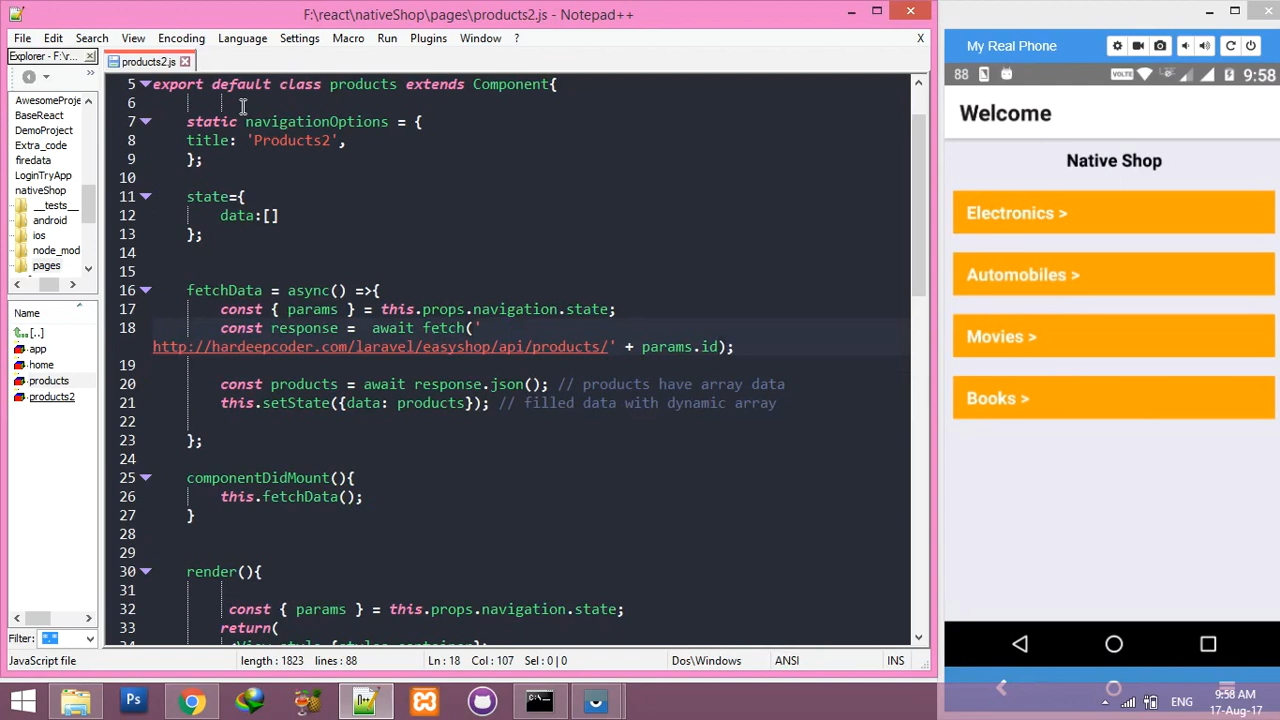 F:\react\nativeShop\pages\products2.js - Notepad++
File Edit Search View Encoding Language Settings Macro Run Plugins Window ? X
Explorer - F:\r...
products2.js
AwesomeProje
BaseReact
DemoProject
Extra_code
firedata
LoginTryApp
nativeShop
__tests__
android
ios
node_mod
pages
Name
[..]
app
home
products
products2
Filter:
5 export default class products extends Component{
6
7 static navigationOptions = {
8 title: 'Products2',
9 };
10
11 state={
12 data:[]
13 };
14
15
16 fetchData = async() =>{
17 const { params } = this.props.navigation.state;
18 const response = await fetch('
http://hardeepcoder.com/laravel/easyshop/api/products/' + params.id);
19
20 const products = await response.json(); // products have array data
21 this.setState({data: products}); // filled data with dynamic array
22
23 };
24
25 componentDidMount(){
26 this.fetchData();
27 }
28
29
30 render(){
31
32 const { params } = this.props.navigation.state;
33 return(
34 <View style={styles.container}>
JavaScript file length : 1823 lines : 88 Ln : 18 Col : 107 Sel : 0 | 0 Dos\Windows ANSI INS
My Real Phone
88 VOLTE 9:58
Welcome
Native Shop
Electronics >
Automobiles >
Movies >
Books >
Ps
ENG
9:58 AM
17-Aug-17